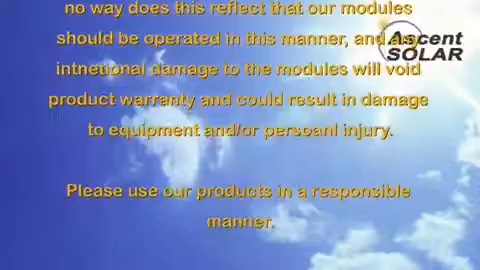 no way does this reflect that our modules
should be operated in this manner, and any
intnetional damage to the modules will void
product warranty and could result in damage
to equipment and/or persoanl injury.
Please use our products in a responsible
manner.
Ascent
SOLAR